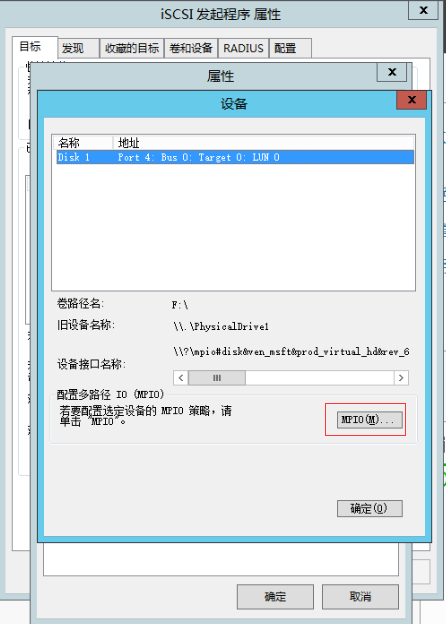 iSCSI 发起程序 属性
x
目标 发现 收藏的目标 卷和设备 RADIUS 配置
属性
x
设备
x
名称 地址
Disk 1 Port 4: Bus 0: Target 0: LUN 0
卷路径名: F:\
旧设备名称: \\.\PhysicalDrive1
\\?\mpio#disk&ven_msft&prod_virtual_hd&rev_6
设备接口名称:
配置多路径 IO (MPIO)
若要配置选定设备的 MPIO 策略，请
单击 "MPIO"。
MPIO(M)...
确定(O)
确定 取消